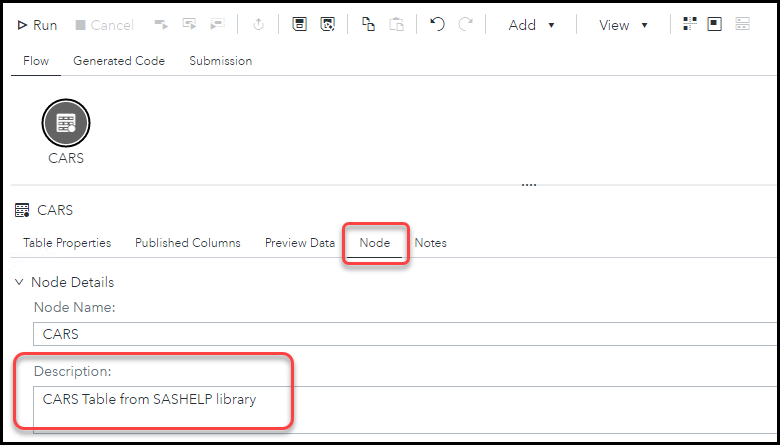 Run Cancel Add View
Flow Generated Code Submission
CARS
CARS
Table Properties Published Columns Preview Data Node Notes
Node Details
Node Name:
CARS
Description:
CARS Table from SASHELP library